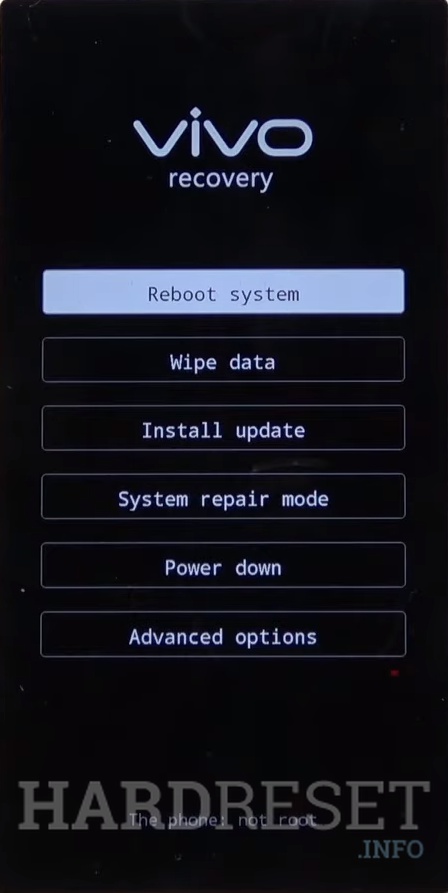 vivo
recovery
Reboot system
Wipe data
Install update
System repair mode
Power down
Advanced options
HARDRESET
The phone: not root
.INFO